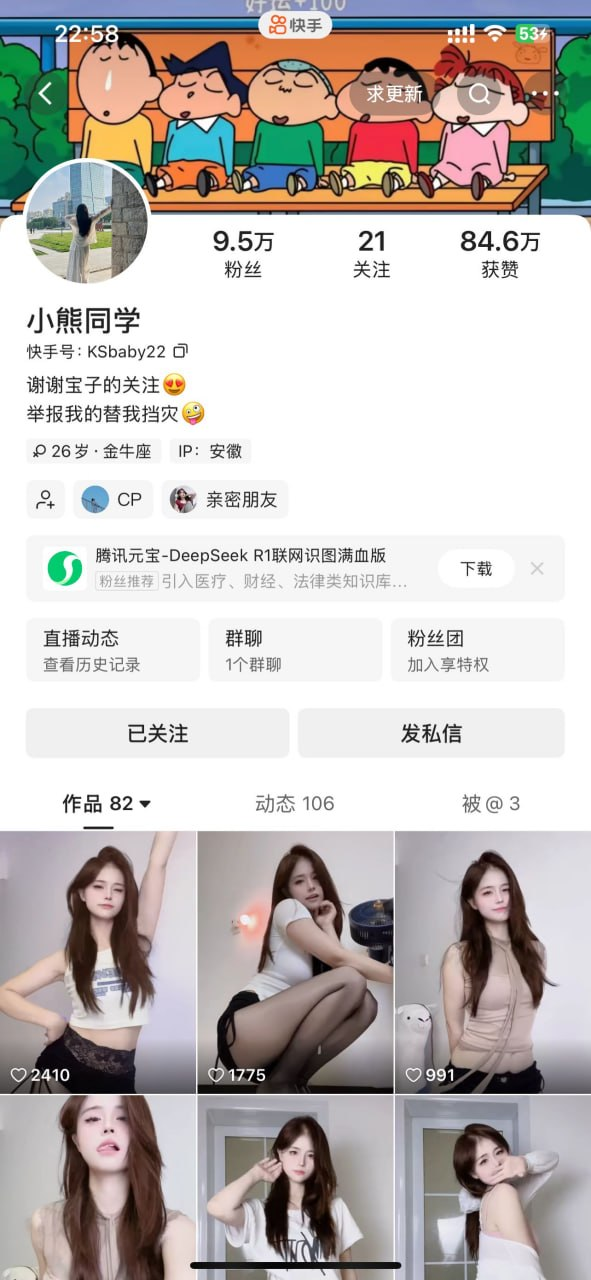 好运+100
22:58
快手
53
求更新
9.5万
粉丝
21
关注
84.6万
获赞
小熊同学
快手号：KSbaby22
谢谢宝子的关注😍
举报我的替我挡灾🤪
26岁·金牛座
IP：安徽
CP
亲密朋友
腾讯元宝-DeepSeek R1联网识图满血版
粉丝推荐
引入医疗、财经、法律类知识库...
下载
直播动态
查看历史记录
群聊
1个群聊
粉丝团
加入享特权
已关注
发私信
作品 82
动态 106
被@ 3
2410
1775
991